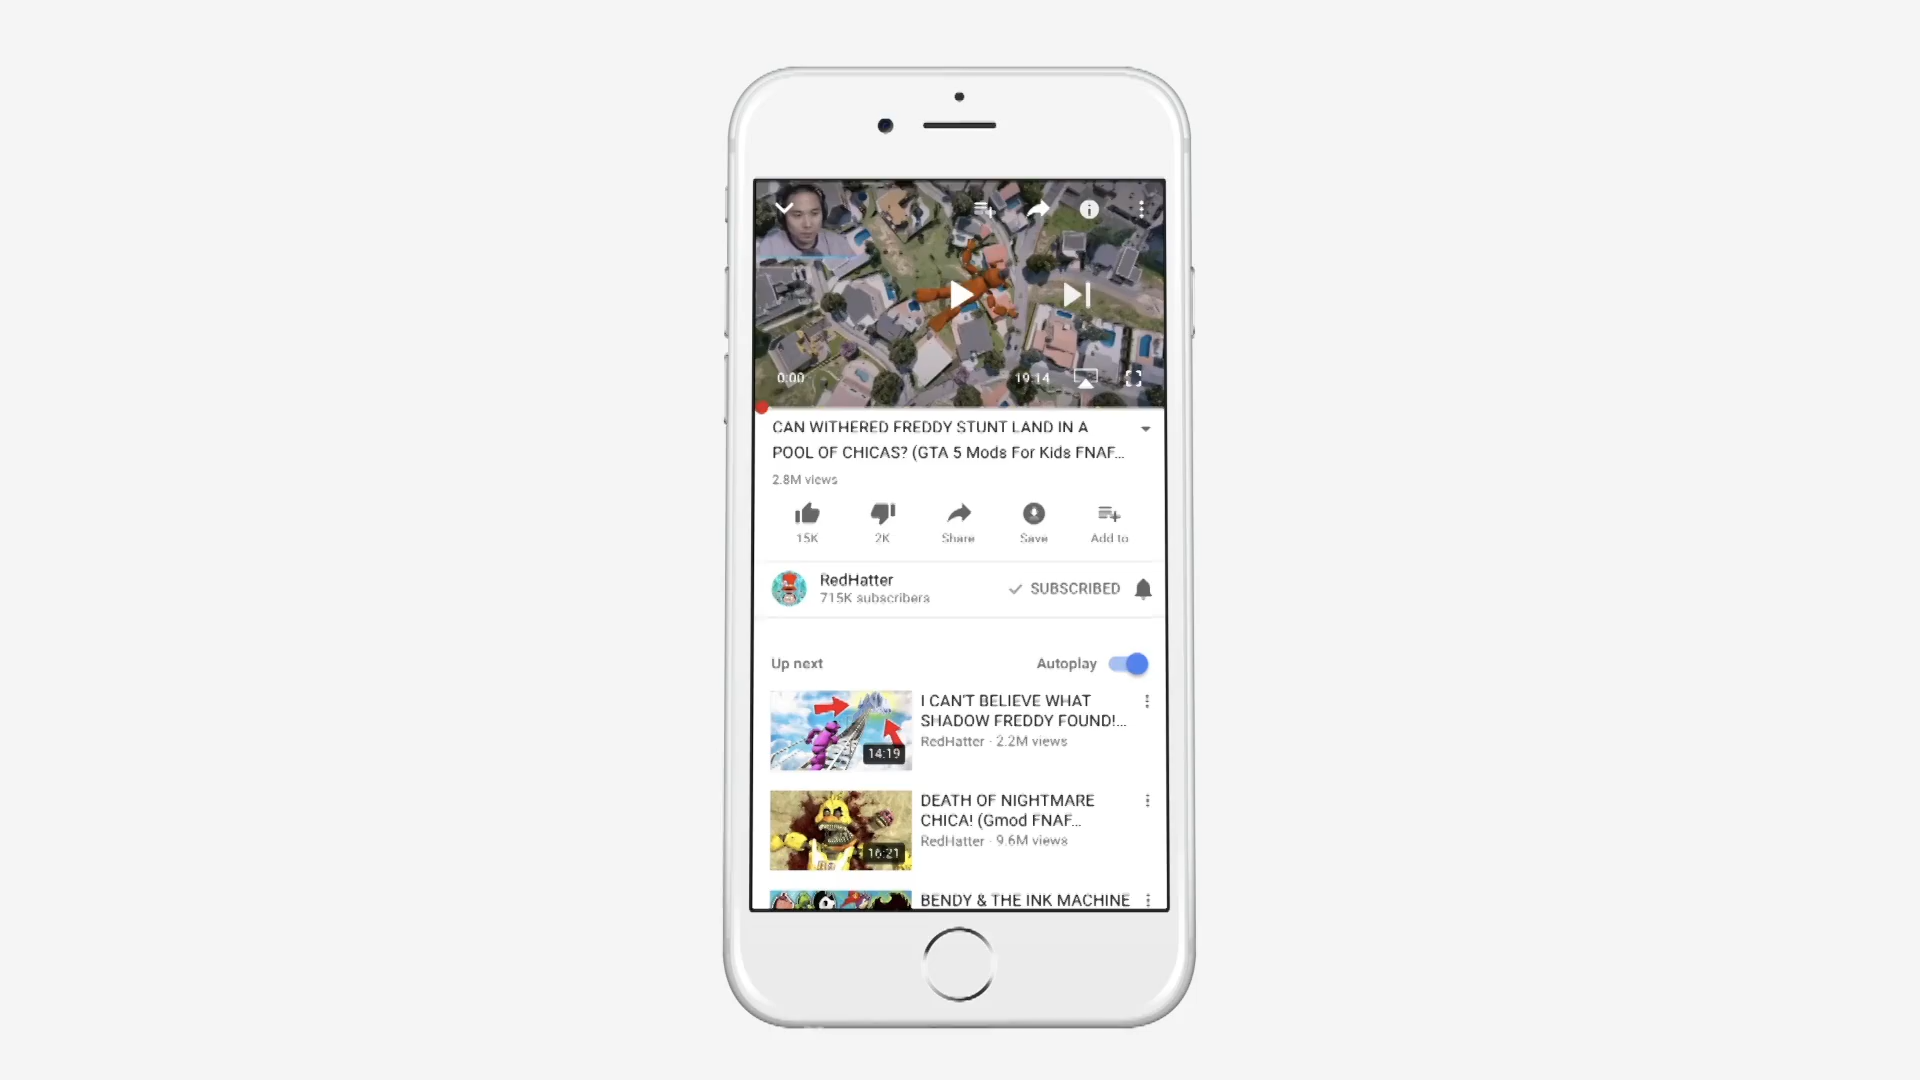 0:00
19:14
CAN WITHERED FREDDY STUNT LAND IN A
POOL OF CHICAS? (GTA 5 Mods For Kids FNAF...
2.8M views
15K
2K
Share
Save
Add to
RedHatter
715K subscribers
SUBSCRIBED
Up next
Autoplay
I CAN'T BELIEVE WHAT
SHADOW FREDDY FOUND!...
RedHatter · 2.2M views
14:19
DEATH OF NIGHTMARE
CHICA! (Gmod FNAF...
RedHatter · 9.6M views
16:21
BENDY & THE INK MACHINE